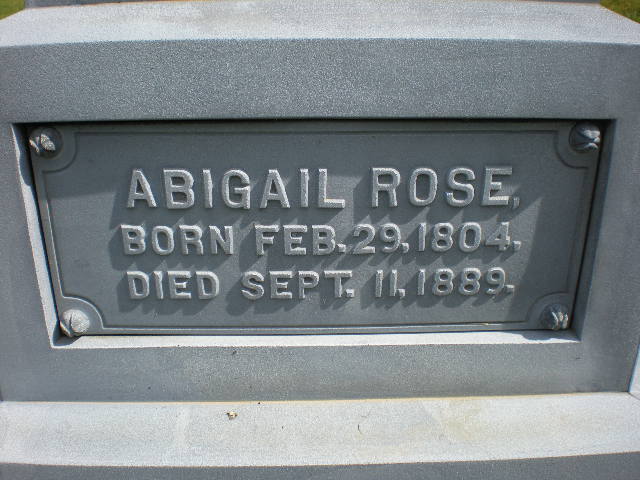 ABIGAIL ROSE,
BORN FEB. 29, 1804,
DIED SEPT. 11, 1889.